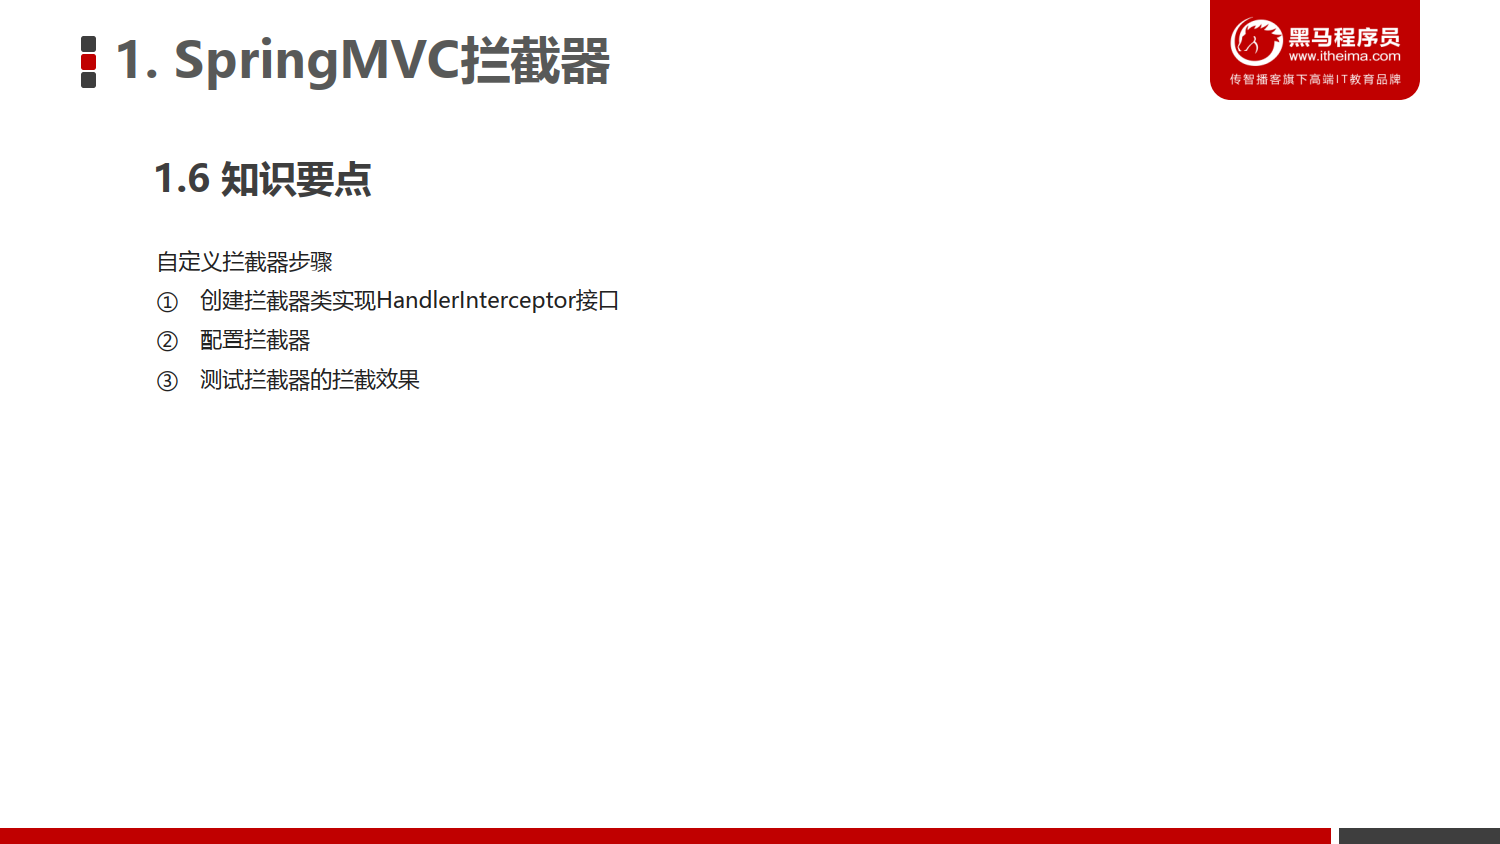 1. SpringMVC拦截器
黑马程序员
www.itheima.com
传智播客旗下高端IT教育品牌
1.6 知识要点
自定义拦截器步骤
① 创建拦截器类实现HandlerInterceptor接口
② 配置拦截器
③ 测试拦截器的拦截效果